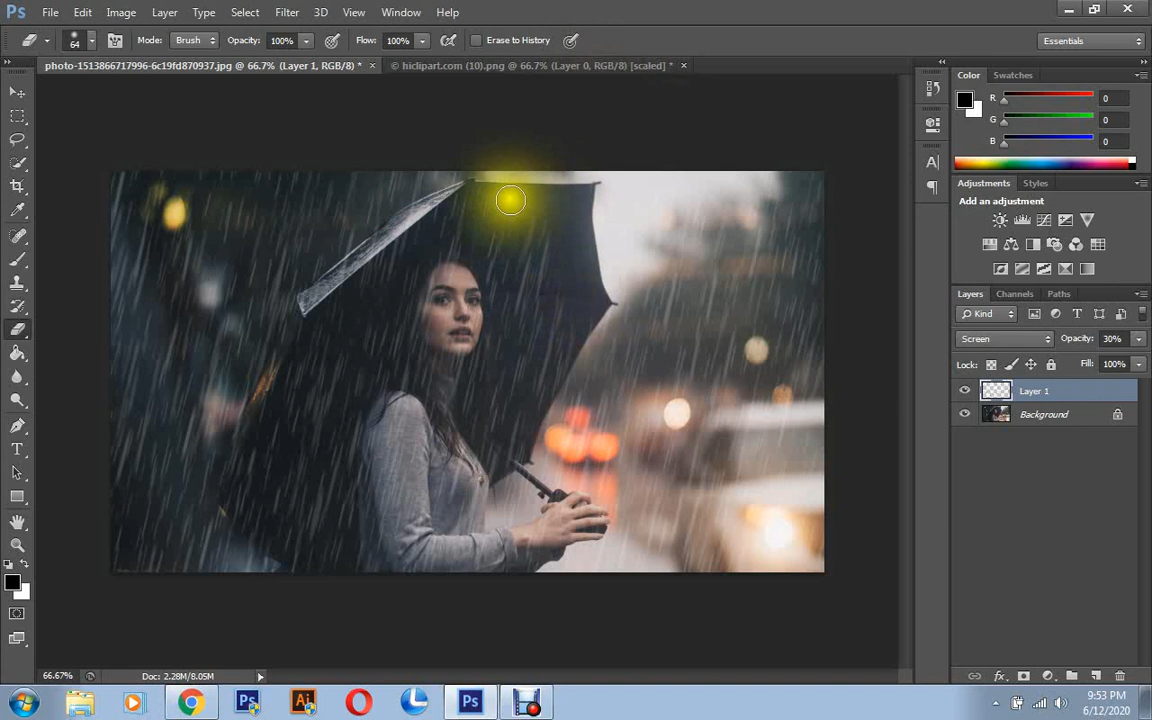 Ps File Edit Image Layer Type Select Filter 3D View Window Help
64 Mode: Brush Opacity: 100% Flow: 100% Erase to History Essentials
photo-1513866717996-6c19fd870937.jpg @ 66.7% (Layer 1, RGB/8) * × © hiclipart.com (10).png @ 66.7% (Layer 0, RGB/8) [scaled] * ×
Color Swatches
R 0
G 0
B 0
Adjustments Styles
Add an adjustment
Layers Channels Paths
Kind
Screen Opacity: 30%
Lock: Fill: 100%
Layer 1
Background
66.67% Doc: 2.28M/8.05M
9:53 PM
6/12/2020